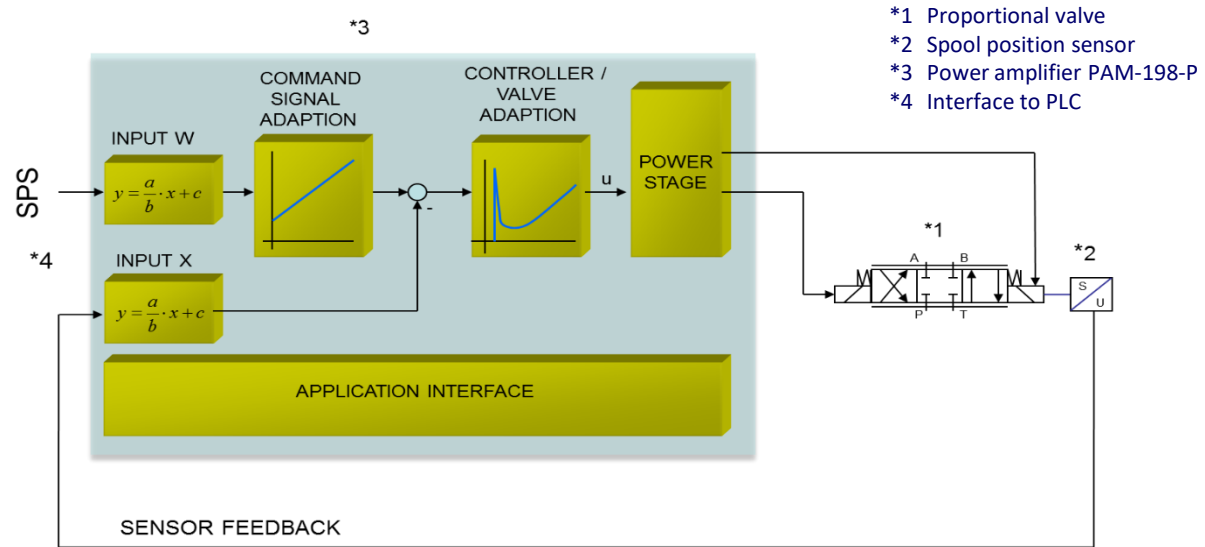 *3
*1 Proportional valve
*2 Spool position sensor
*3 Power amplifier PAM-198-P
*4 Interface to PLC
COMMAND
SIGNAL
ADAPTION
CONTROLLER /
VALVE
ADAPTION
INPUT W
y = a/b · x + c
SPS
u
POWER
STAGE
-
*4
INPUT X
y = a/b · x + c
*1
*2
A B
P T
S
U
APPLICATION INTERFACE
SENSOR FEEDBACK